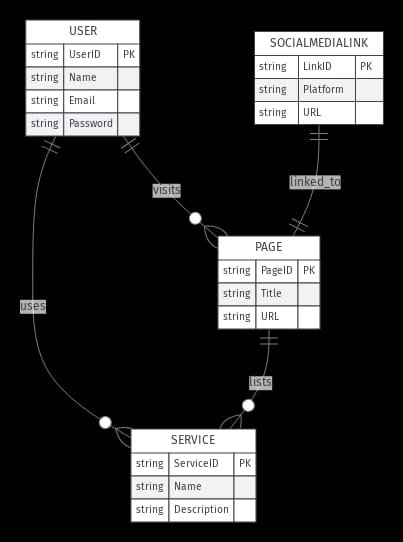 USER
string UserID PK
string Name
string Email
string Password
SOCIALMEDIALINK
string LinkID PK
string Platform
string URL
visits
linked_to
PAGE
string PageID PK
string Title
string URL
uses
lists
SERVICE
string ServiceID PK
string Name
string Description